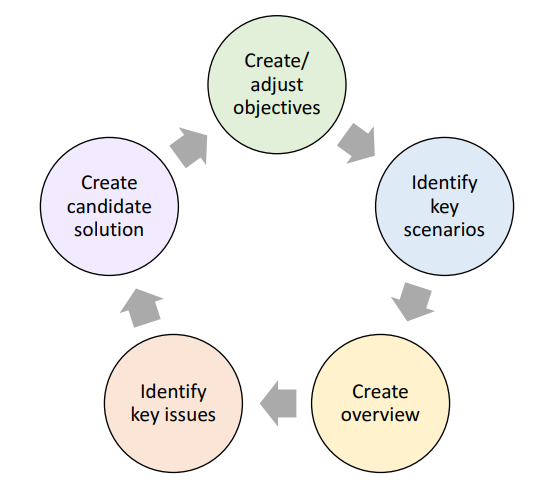 Create/
adjust
objectives
Identify
key
scenarios
Create
overview
Identify
key issues
Create
candidate
solution